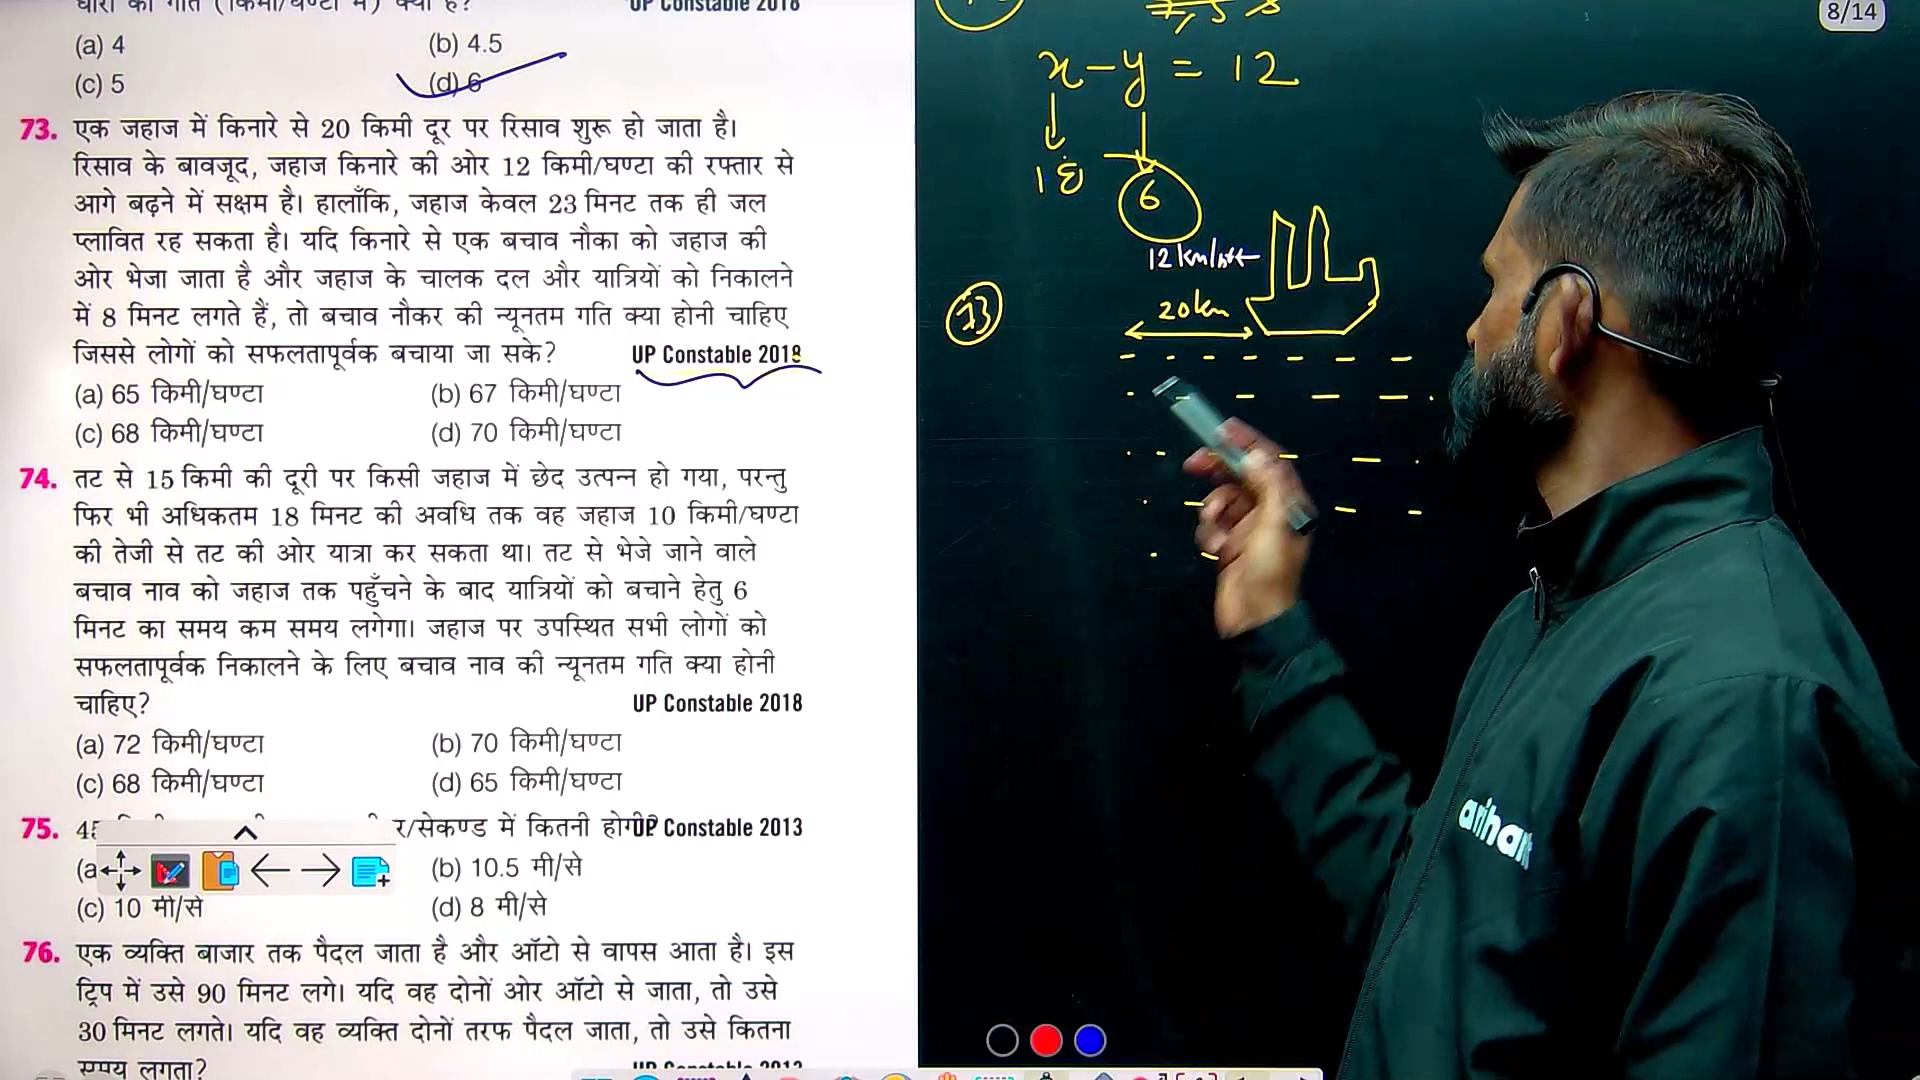 UP Constable 2018
(a) 4 (b) 4.5
(c) 5 (d) 6
73. एक जहाज में किनारे से 20 किमी दूर पर रिसाव शुरू हो जाता है।
रिसाव के बावजूद, जहाज किनारे की ओर 12 किमी/घण्टा की रफ्तार से
आगे बढ़ने में सक्षम है। हालाँकि, जहाज केवल 23 मिनट तक ही जल
प्लावित रह सकता है। यदि किनारे से एक बचाव नौका को जहाज की
ओर भेजा जाता है और जहाज के चालक दल और यात्रियों को निकालने
में 8 मिनट लगते हैं, तो बचाव नौकर की न्यूनतम गति क्या होनी चाहिए
जिससे लोगों को सफलतापूर्वक बचाया जा सके? UP Constable 2018
(a) 65 किमी/घण्टा (b) 67 किमी/घण्टा
(c) 68 किमी/घण्टा (d) 70 किमी/घण्टा
74. तट से 15 किमी की दूरी पर किसी जहाज में छेद उत्पन्न हो गया, परन्तु
फिर भी अधिकतम 18 मिनट की अवधि तक वह जहाज 10 किमी/घण्टा
की तेजी से तट की ओर यात्रा कर सकता था। तट से भेजे जाने वाले
बचाव नाव को जहाज तक पहुँचने के बाद यात्रियों को बचाने हेतु 6
मिनट का समय कम समय लगेगा। जहाज पर उपस्थित सभी लोगों को
सफलतापूर्वक निकालने के लिए बचाव नाव की न्यूनतम गति क्या होनी
चाहिए? UP Constable 2018
(a) 72 किमी/घण्टा (b) 70 किमी/घण्टा
(c) 68 किमी/घण्टा (d) 65 किमी/घण्टा
75. र/सेकण्ड में कितनी होगी? UP Constable 2013
(b) 10.5 मी/से
(c) 10 मी/से (d) 8 मी/से
76. एक व्यक्ति बाजार तक पैदल जाता है और ऑटो से वापस आता है। इस
ट्रिप में उसे 90 मिनट लगे। यदि वह दोनों ओर ऑटो से जाता, तो उसे
30 मिनट लगते। यदि वह व्यक्ति दोनों तरफ पैदल जाता, तो उसे कितना
समय लगता?
8/14
x - y = 12
18
6
12 km/hr
73
20km
arihant